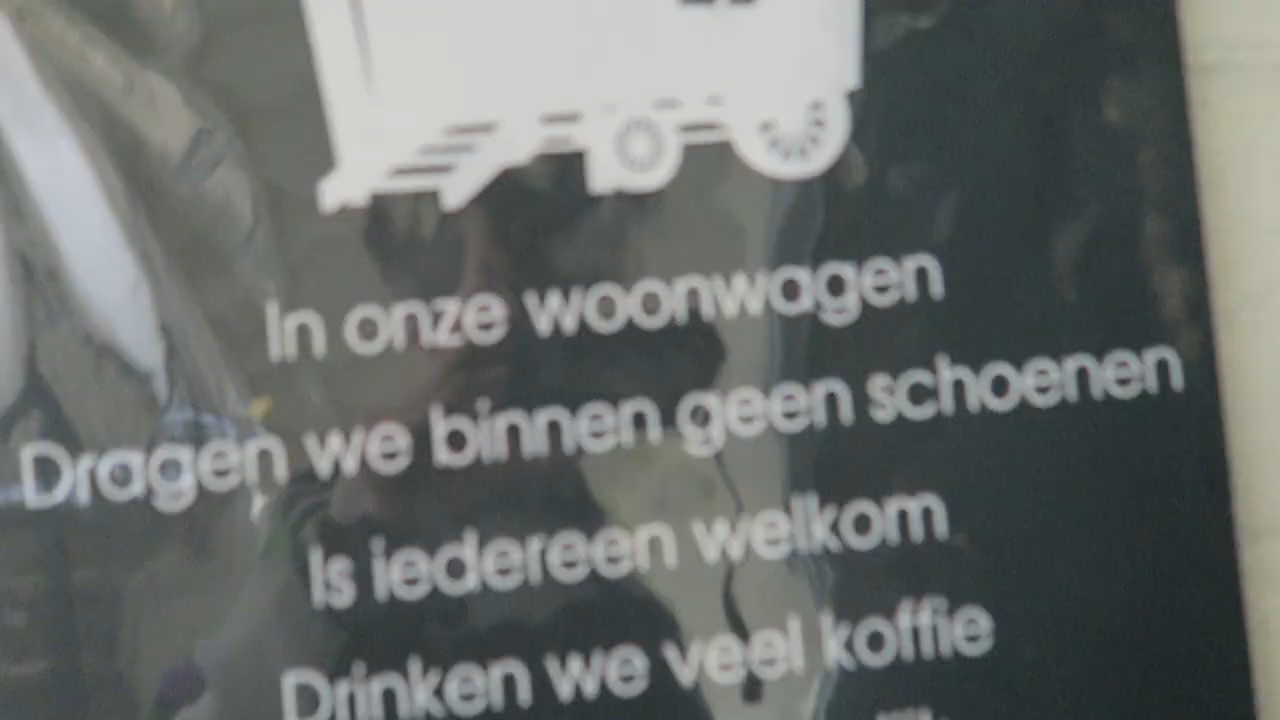 In onze woonwagen
Dragen we binnen geen schoenen
Is iedereen welkom
Drinken we veel koffie